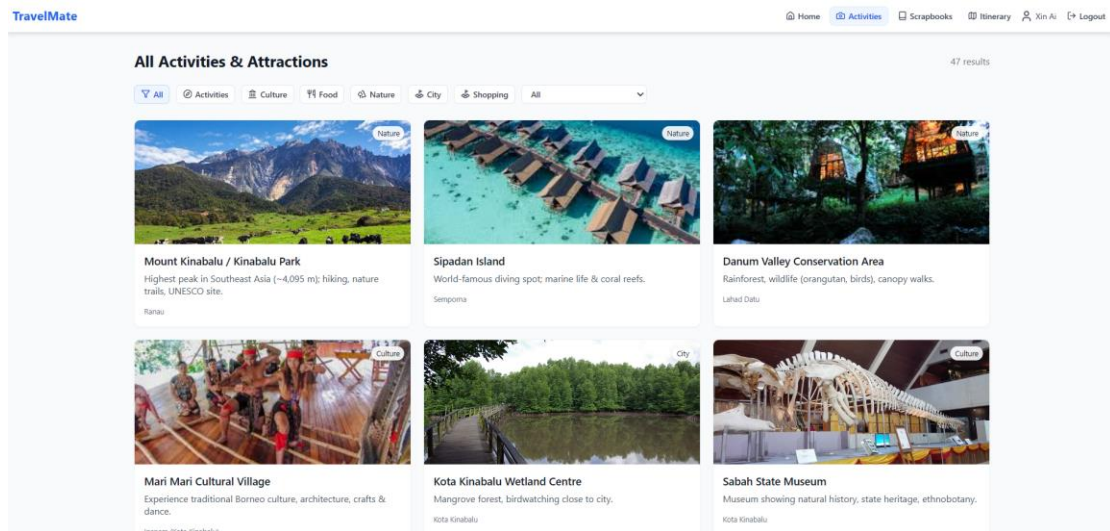 TravelMate
Home
Activities
Scrapbooks
Itinerary
Xin Ai
Logout
All Activities & Attractions
47 results
All
Activities
Culture
Food
Nature
City
Shopping
All
Nature
Nature
Nature
Mount Kinabalu / Kinabalu Park
Highest peak in Southeast Asia (~4,095 m); hiking, nature
trails, UNESCO site.
Ranau
Sipadan Island
World-famous diving spot; marine life & coral reefs.
Semporna
Danum Valley Conservation Area
Rainforest, wildlife (orangutan, birds), canopy walks.
Lahad Datu
Culture
City
Culture
Mari Mari Cultural Village
Experience traditional Borneo culture, architecture, crafts &
dance.
Kota Kinabalu Wetland Centre
Mangrove forest, birdwatching close to city.
Kota Kinabalu
Sabah State Museum
Museum showing natural history, state heritage, ethnobotany.
Kota Kinabalu